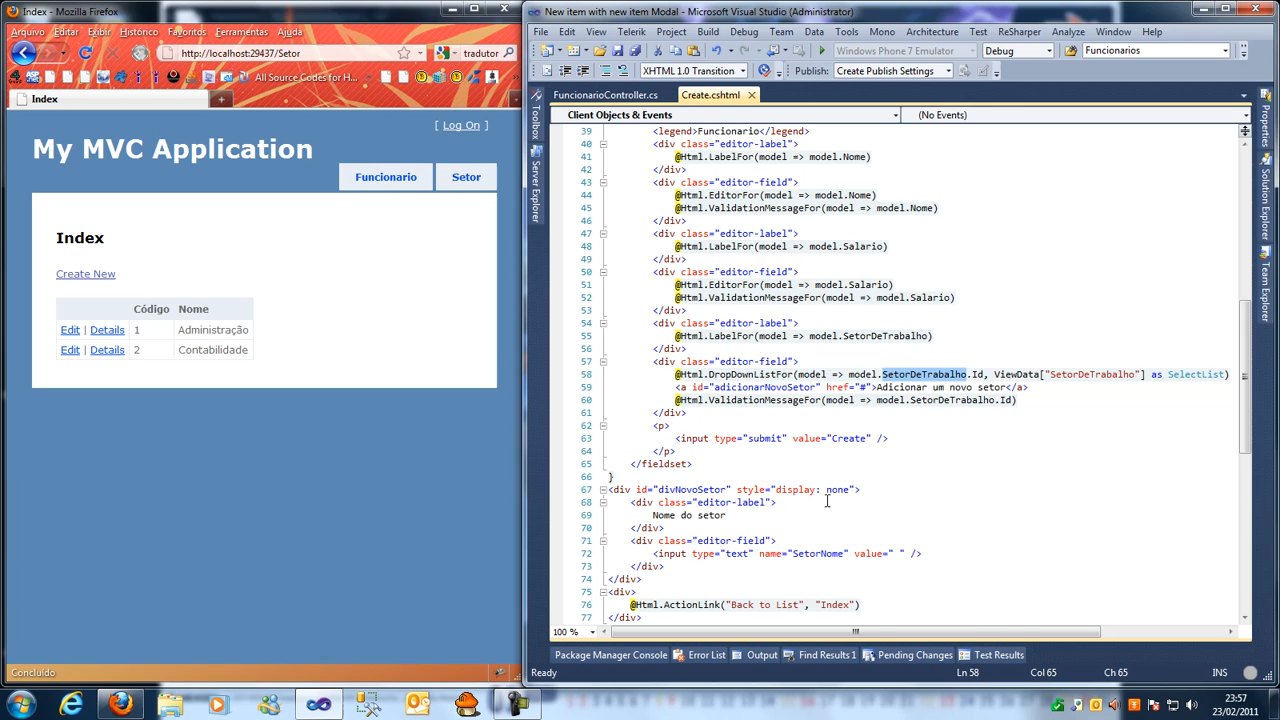 Index - Mozilla Firefox
Arquivo Editar Exibir Histórico Favoritos Ferramentas Ajuda
http://localhost:29437/Setor
tradutor
All Source Codes for H...
Index
[ Log On ]
My MVC Application
Funcionario Setor
Index
Create New
Código Nome
Edit | Details 1 Administração
Edit | Details 2 Contabilidade
Concluído
New item with new item Modal - Microsoft Visual Studio (Administrator)
File Edit View Telerik Project Build Debug Team Data Tools Mono Architecture Test ReSharper Analyze Window Help
Windows Phone 7 Emulator Debug Funcionarios
XHTML 1.0 Transition Publish: Create Publish Settings
FuncionarioController.cs Create.cshtml
Client Objects & Events (No Events)
Toolbox
Server Explorer
Properties
Solution Explorer
Team Explorer
39 <legend>Funcionario</legend>
40 <div class="editor-label">
41 @Html.LabelFor(model => model.Nome)
42 </div>
43 <div class="editor-field">
44 @Html.EditorFor(model => model.Nome)
45 @Html.ValidationMessageFor(model => model.Nome)
46 </div>
47 <div class="editor-label">
48 @Html.LabelFor(model => model.Salario)
49 </div>
50 <div class="editor-field">
51 @Html.EditorFor(model => model.Salario)
52 @Html.ValidationMessageFor(model => model.Salario)
53 </div>
54 <div class="editor-label">
55 @Html.LabelFor(model => model.SetorDeTrabalho)
56 </div>
57 <div class="editor-field">
58 @Html.DropDownListFor(model => model.SetorDeTrabalho.Id, ViewData["SetorDeTrabalho"] as SelectList)
59 <a id="adicionarNovoSetor" href="#">Adicionar um novo setor</a>
60 @Html.ValidationMessageFor(model => model.SetorDeTrabalho.Id)
61 </div>
62 <p>
63 <input type="submit" value="Create" />
64 </p>
65 </fieldset>
66 }
67 <div id="divNovoSetor" style="display: none">
68 <div class="editor-label">
69 Nome do setor
70 </div>
71 <div class="editor-field">
72 <input type="text" name="SetorNome" value=" " />
73 </div>
74 </div>
75 <div>
76 @Html.ActionLink("Back to List", "Index")
77 </div>
100 %
Package Manager Console Error List Output Find Results 1 Pending Changes Test Results
Ready Ln 58 Col 65 Ch 65 INS
23:57
23/02/2011